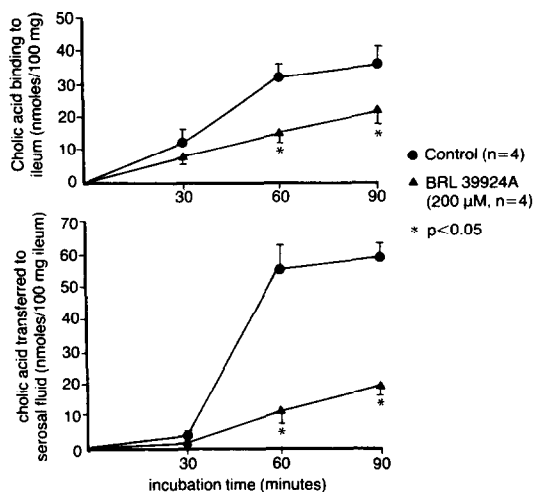 Cholic acid binding to
ileum (nmoles/100 mg)
50
40
30
20
10
0
30
60
90
Control (n=4)
BRL 39924A
(200 µM, n=4)
* p<0.05
*
*
cholic acid transferred to
serosal fluid (nmoles/100 mg ileum)
70
60
50
40
30
20
10
0
30
60
90
*
*
incubation time (minutes)